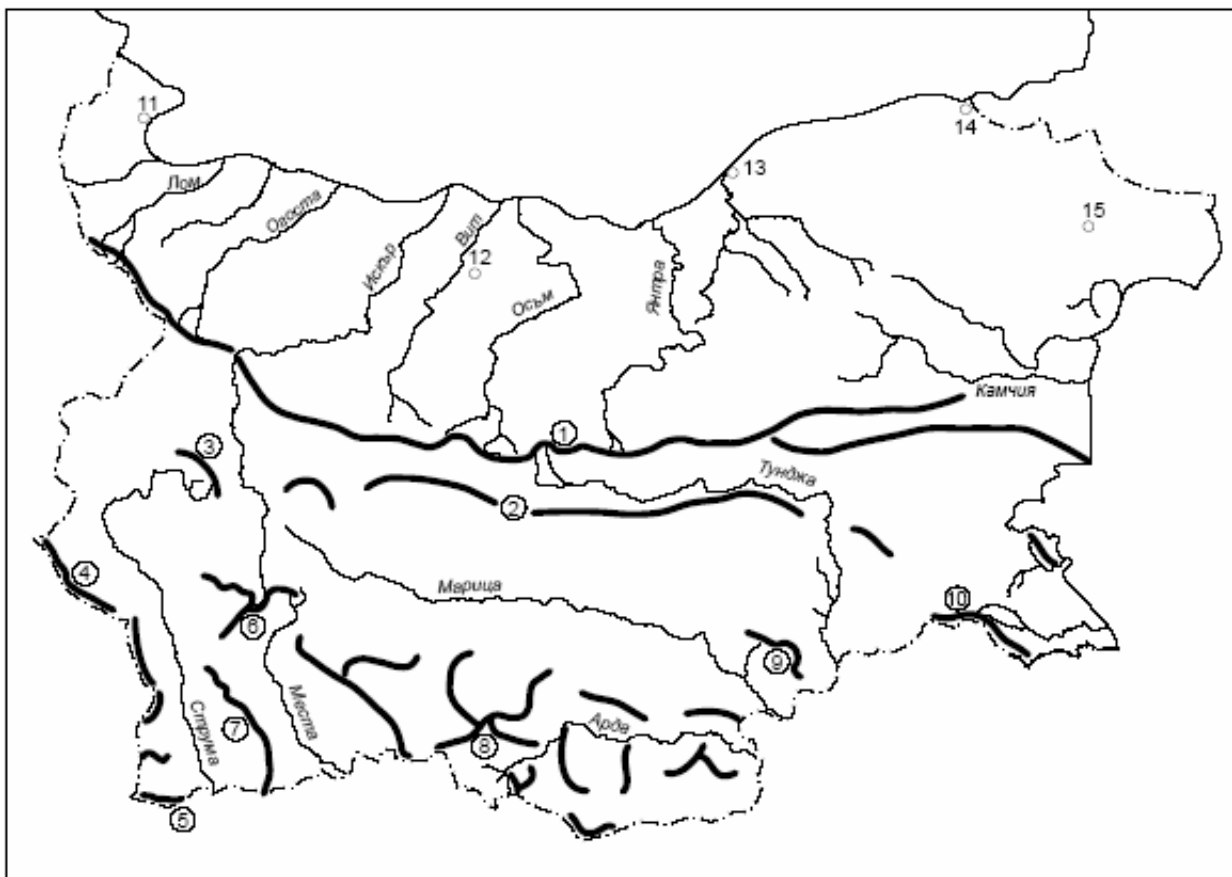 11
14
13
Лом
15
Огоста
Вит
Искър
12
Янтра
Осъм
Камчия
1
3
Тунджа
2
4
Марица
10
6
9
Места
Струма
7
Арда
8
5